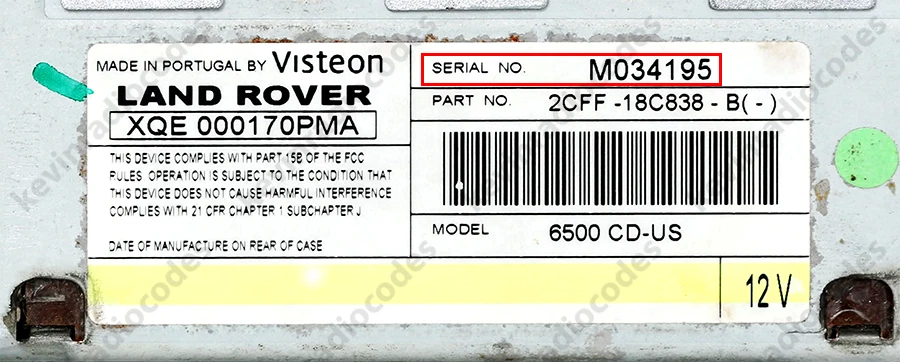 MADE IN PORTUGAL BY Visteon
LAND ROVER
XQE 000170PMA
THIS DEVICE COMPLIES WITH PART 15B OF THE FCC
RULES OPERATION IS SUBJECT TO THE CONDITION THAT
THIS DEVICE DOES NOT CAUSE HARMFUL INTERFERENCE
COMPLIES WITH 21 CFR CHAPTER 1 SUBCHAPTER J
DATE OF MANUFACTURE ON REAR OF CASE
SERIAL NO. M034195
PART NO. 2CFF -18C838 - B( - )
MODEL 6500 CD-US
12 V
kevinradiocodes